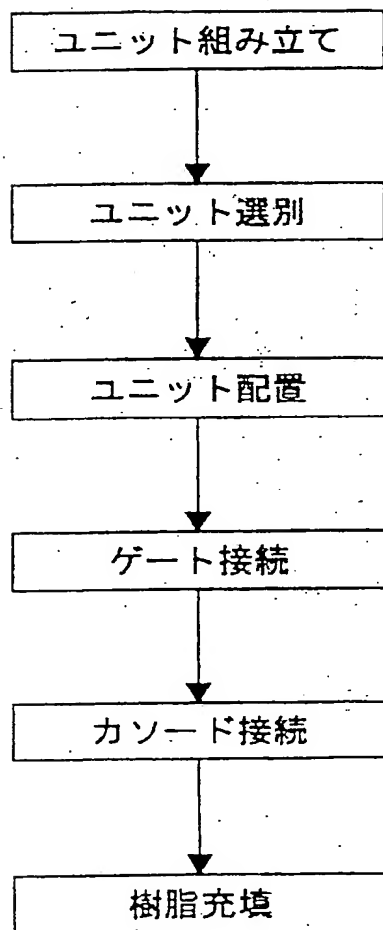 ユニット組み立て
ユニット選別
ユニット配置
ゲート接続
カソード接続
樹脂充填